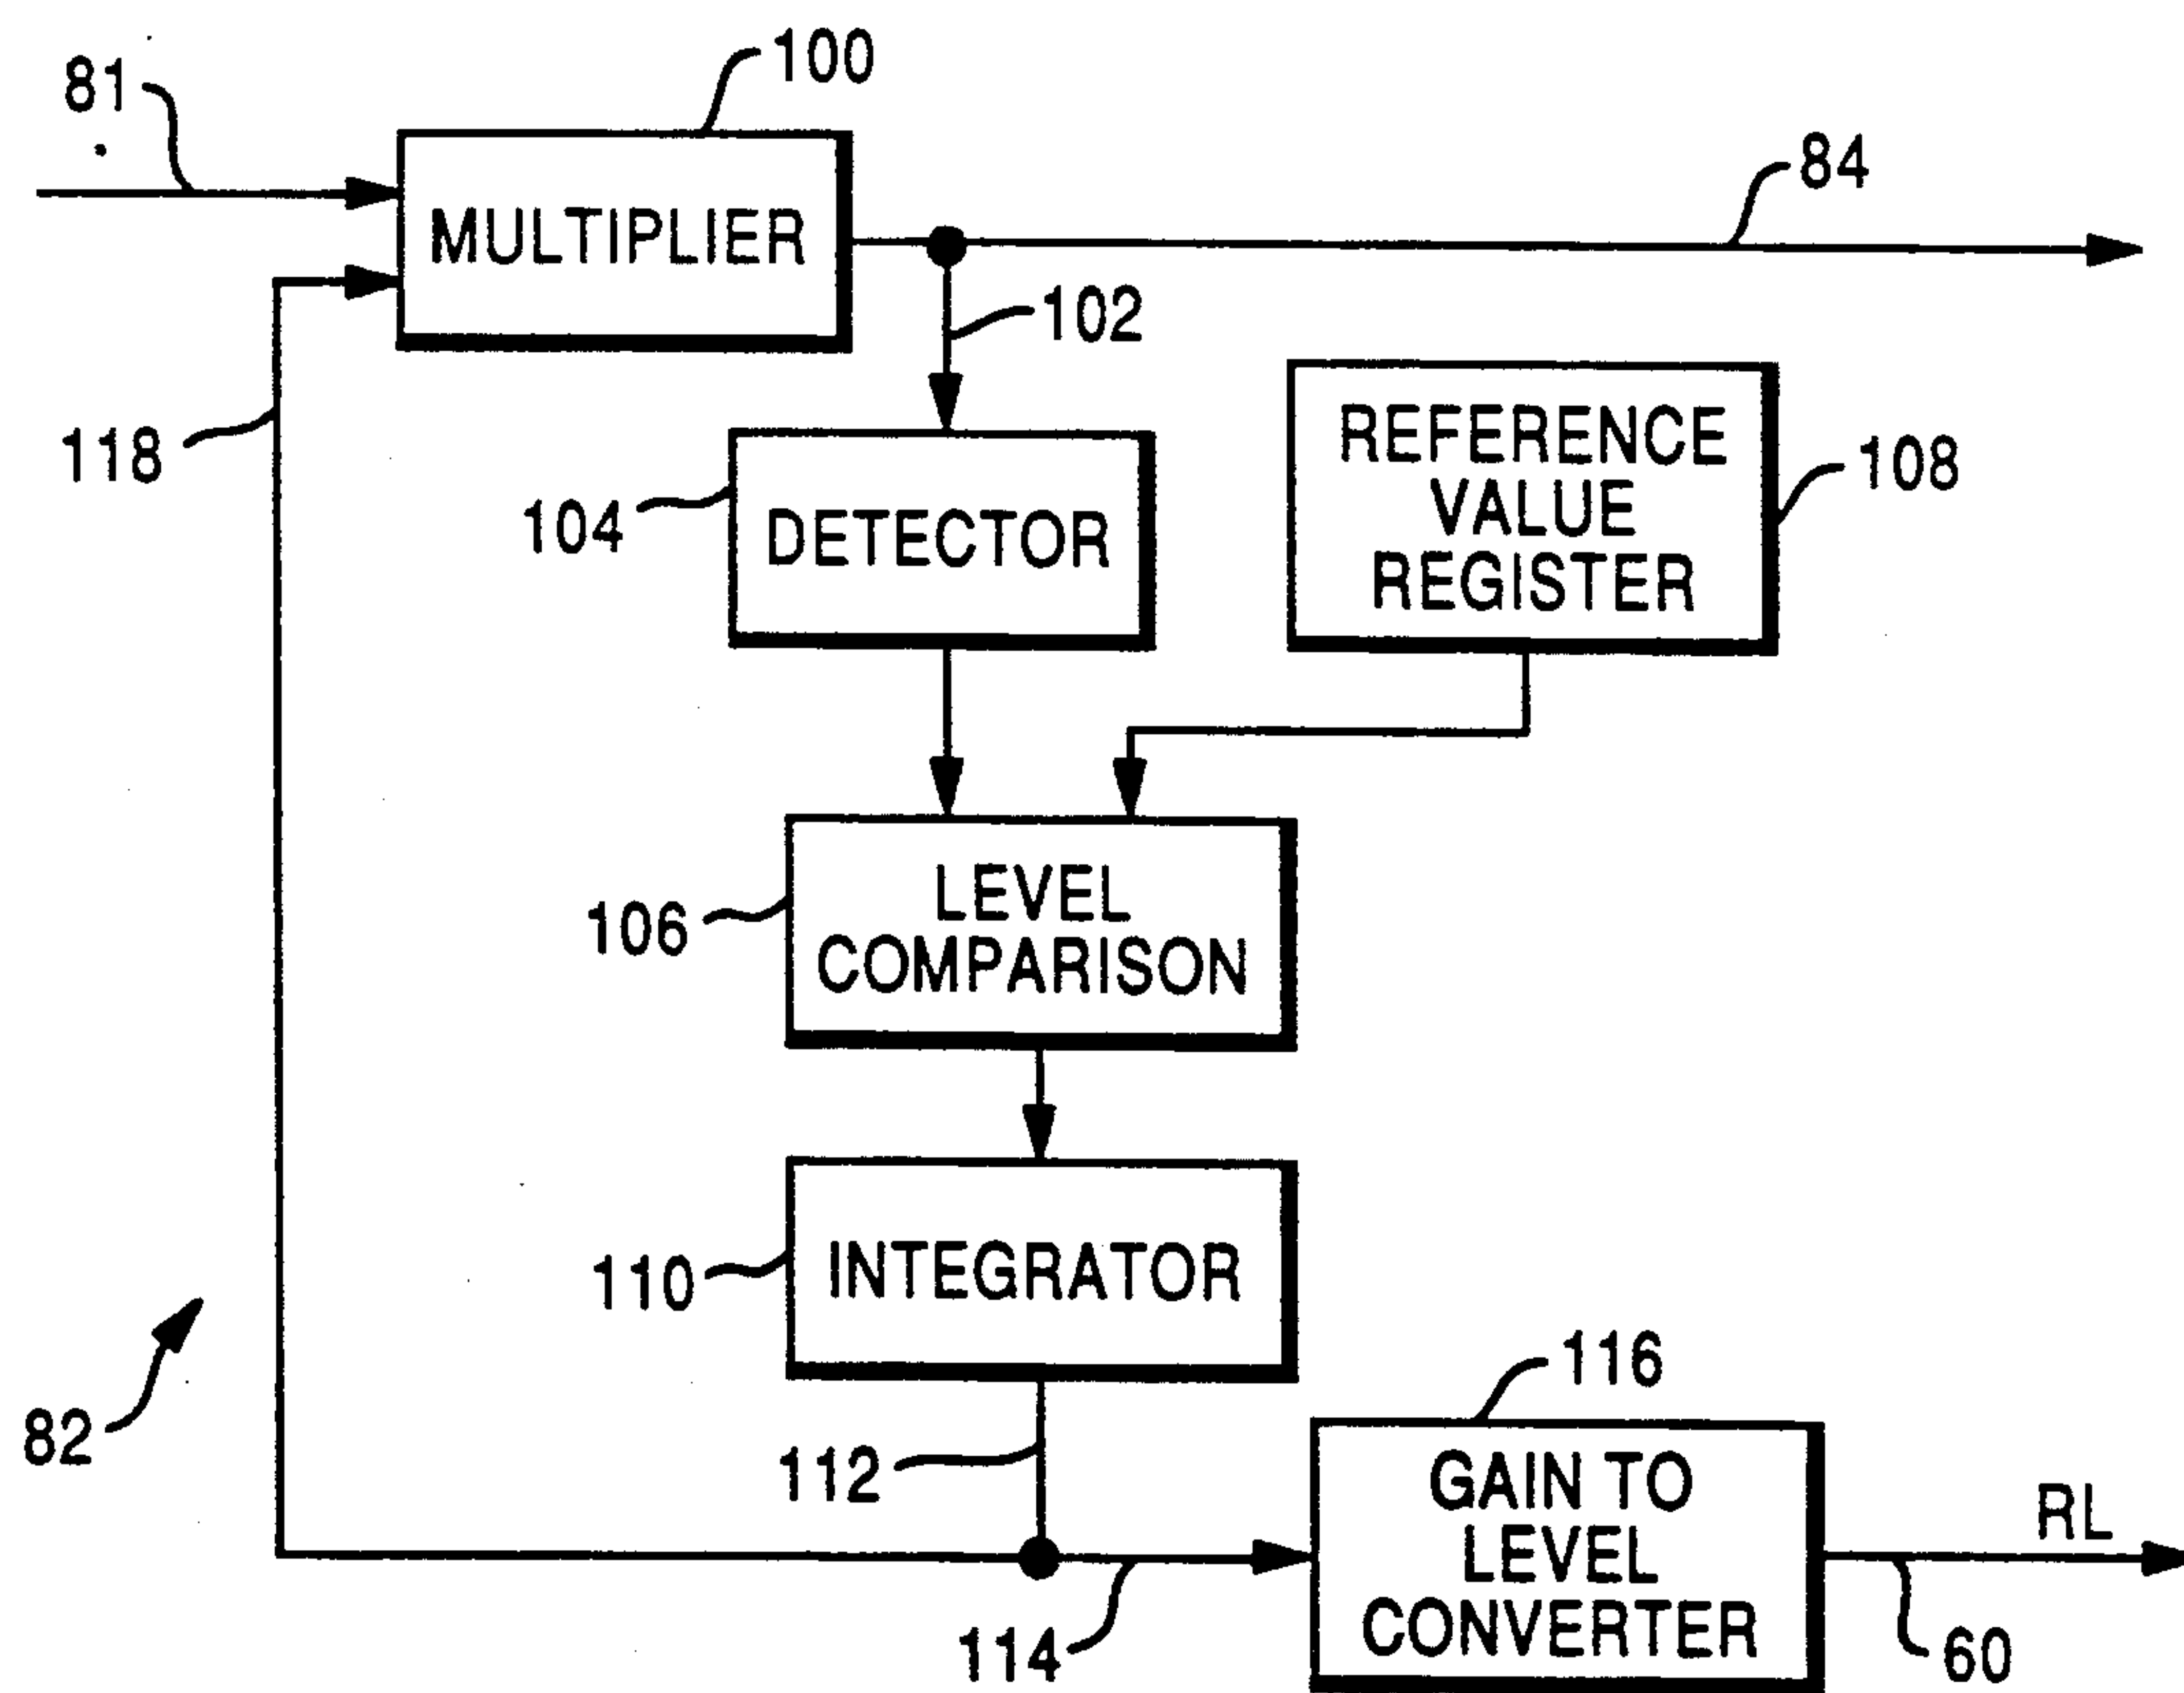 81
100
MULTIPLIER
84
102
118
104
DETECTOR
REFERENCE
VALUE
REGISTER
108
106
LEVEL
COMPARISON
110
INTEGRATOR
82
112
116
GAIN TO
LEVEL
CONVERTER
RL
114
60